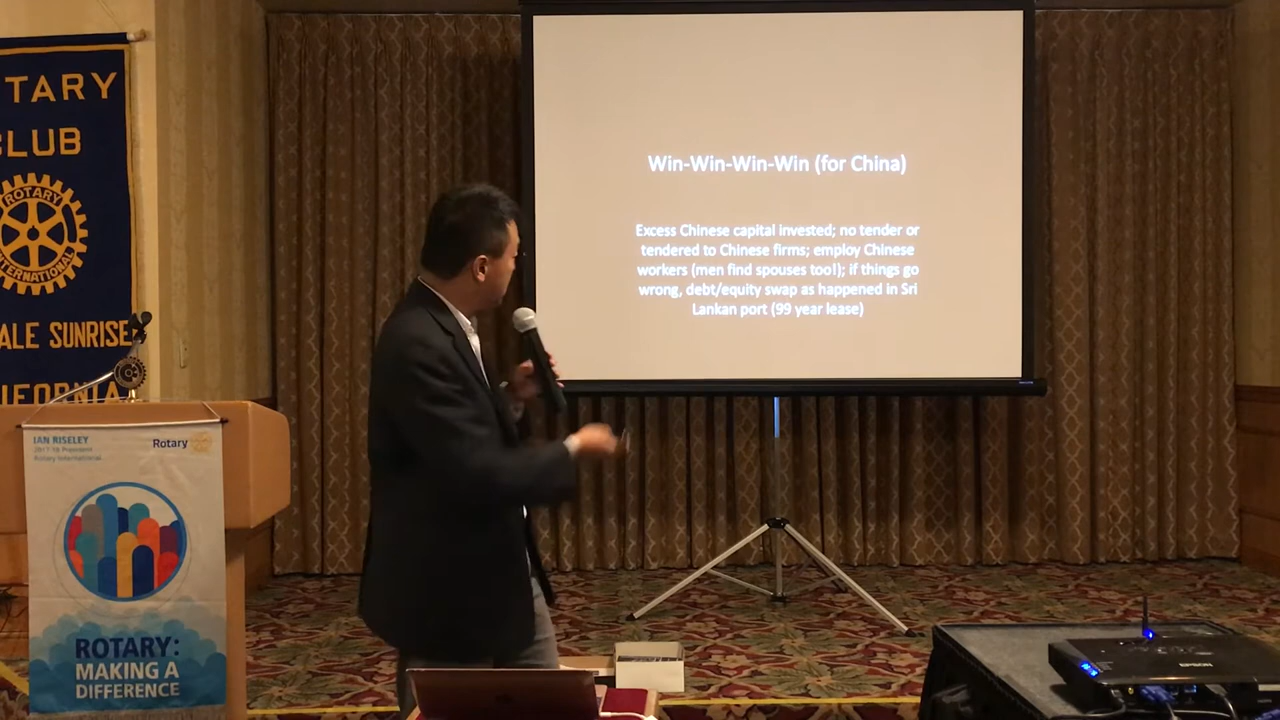 TARY
CLUB
ROTARY
INTERNATIONAL
ALE SUNRISE
IFORNIA
IAN RISELEY
2017-18 President
Rotary International
Rotary
ROTARY:
MAKING A
DIFFERENCE
Win-Win-Win-Win (for China)
Excess Chinese capital invested; no tender or
tendered to Chinese firms; employ Chinese
workers (men find spouses too!); if things go
wrong, debt/equity swap as happened in Sri
Lankan port (99 year lease)
EPSON